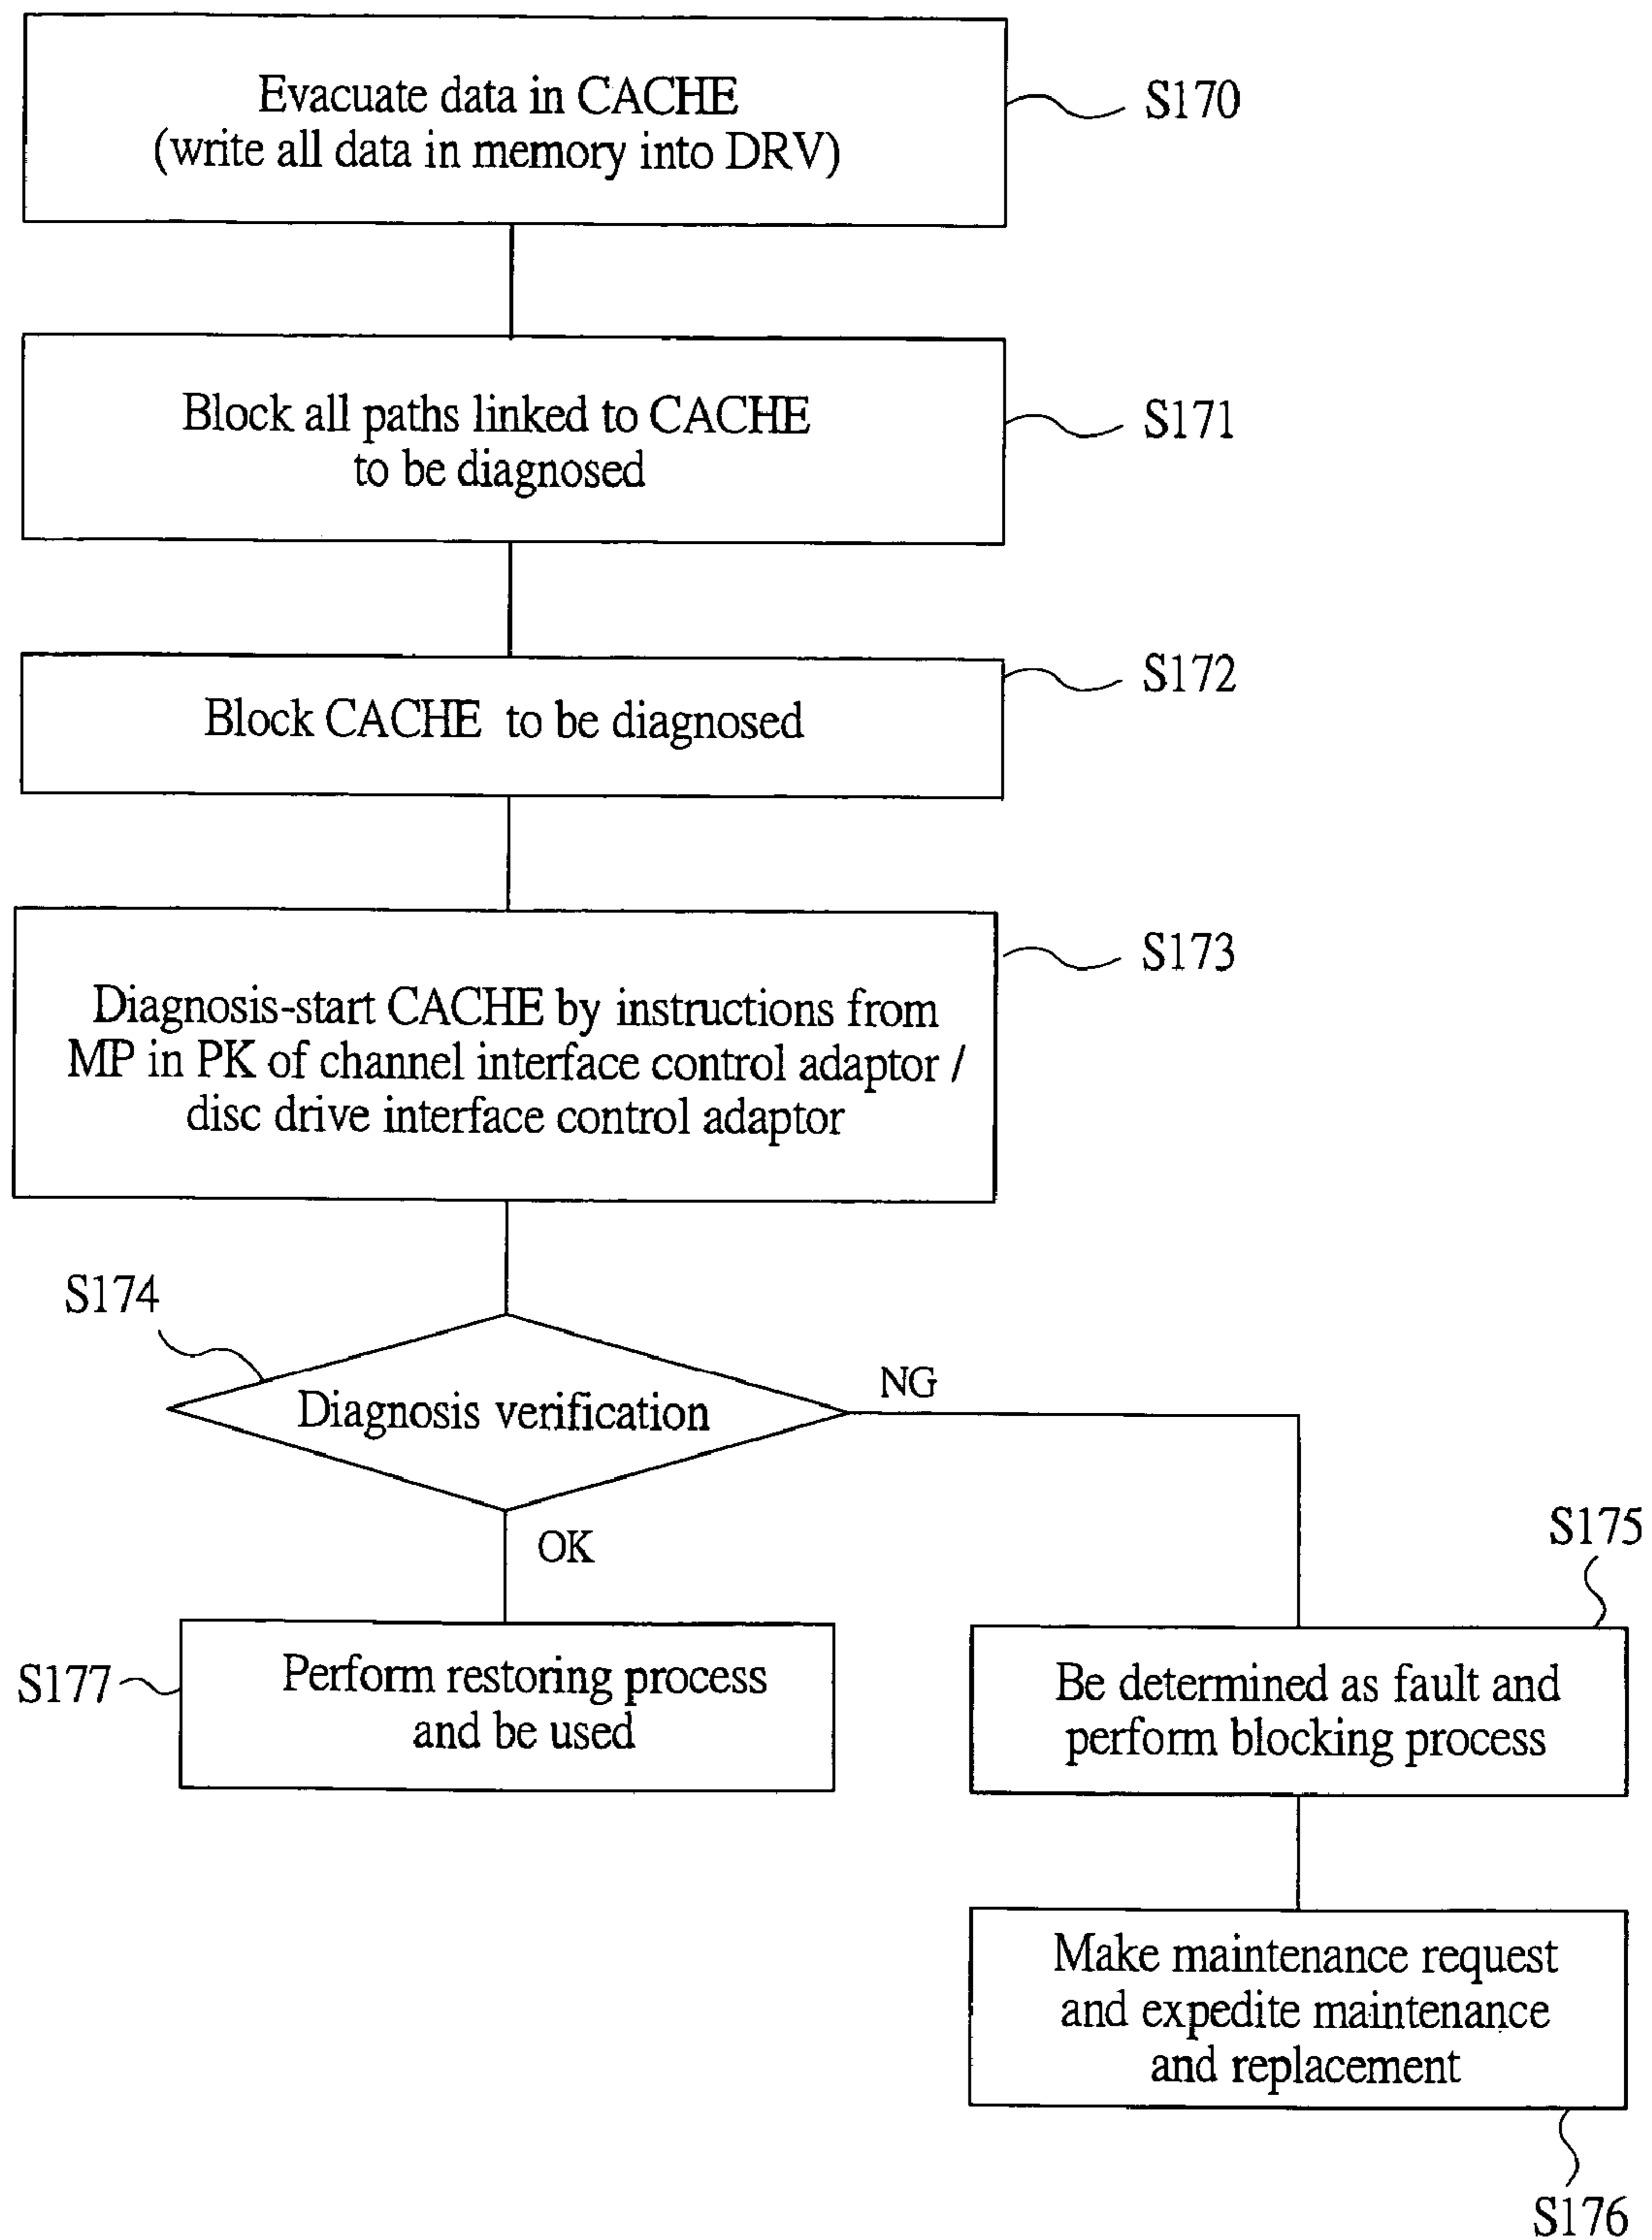 Evacuate data in CACHE
(write all data in memory into DRV)
S170
Block all paths linked to CACHE
to be diagnosed
S171
Block CACHE to be diagnosed
S172
Diagnosis-start CACHE by instructions from
MP in PK of channel interface control adaptor /
disc drive interface control adaptor
S173
S174
Diagnosis verification
NG
OK
S175
S177
Perform restoring process
and be used
Be determined as fault and
perform blocking process
Make maintenance request
and expedite maintenance
and replacement
S176